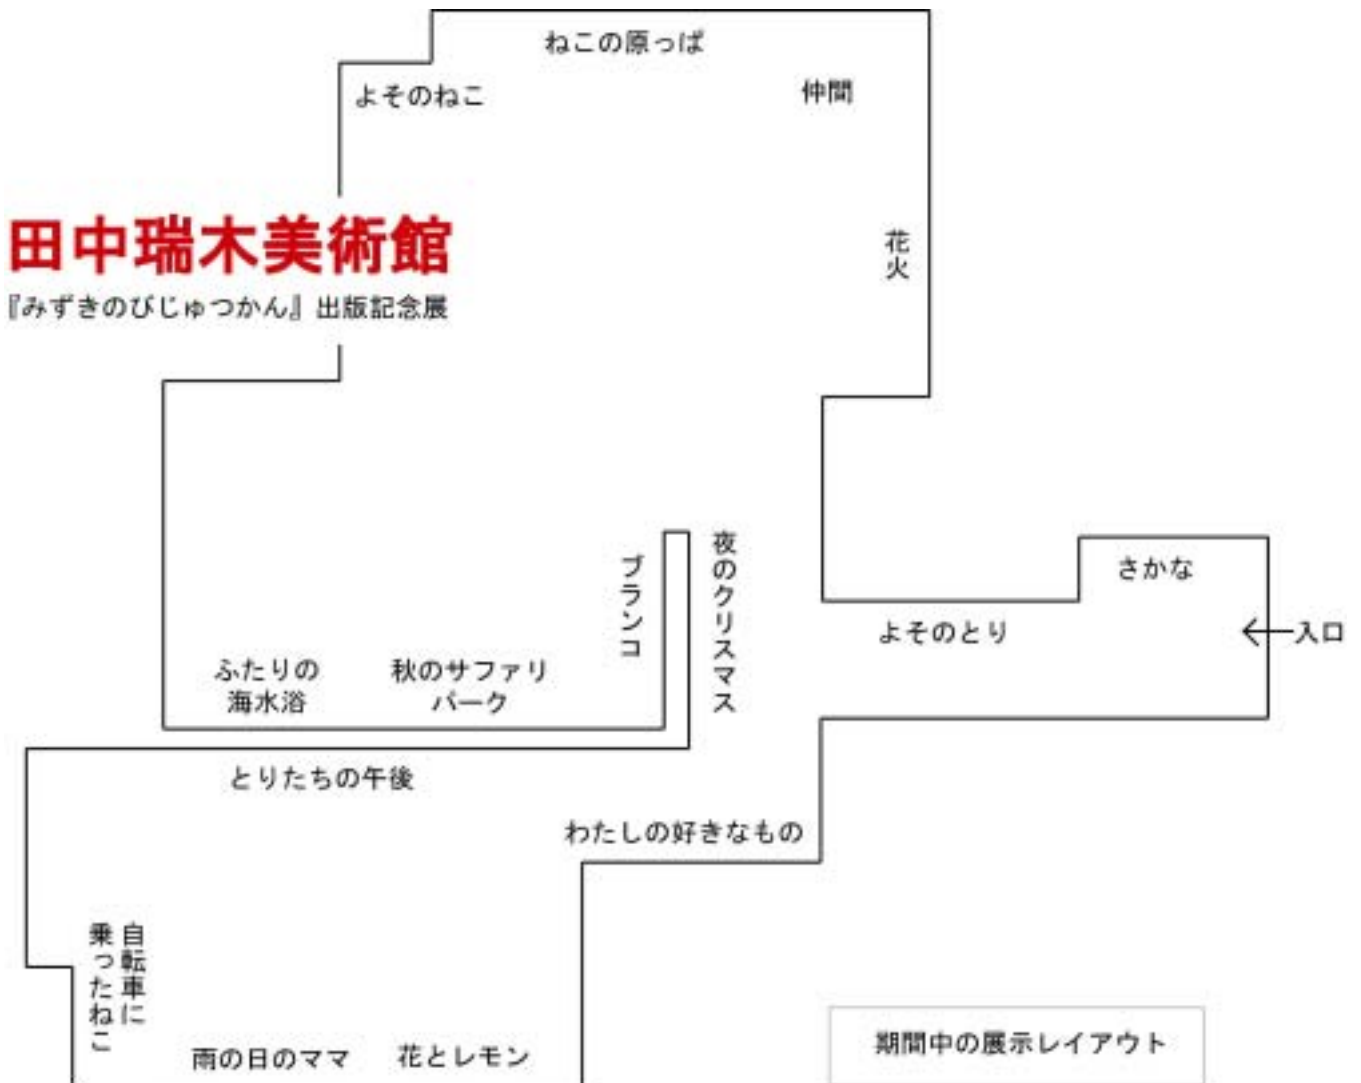 ねこの原っぱ
仲間
よそのねこ
田中瑞木美術館
『みずきのびじゅつかん』出版記念展
花火
夜のクリスマス
ブランコ
さかな
よそのとり
←入口
ふたりの
海水浴
秋のサファリ
パーク
とりたちの午後
わたしの好きなもの
自転車に
乗ったねこ
雨の日のママ
花とレモン
期間中の展示レイアウト